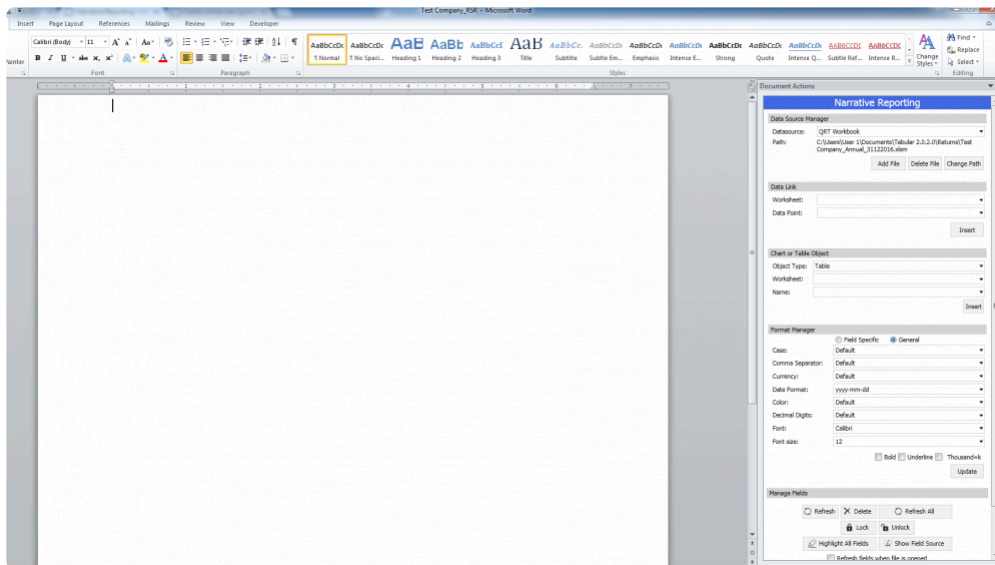 Test Company_RSR - Microsoft Word
Insert Page Layout References Mailings Review View Developer
Calibri (Body) 11 A A Aa
AaBbCcDc AaBbCcDc AaBb AaBb AaBbCcI AaB AaBbCc. AaBbCcDc AaBbCcDc AaBbCcDc AaBbCcDc AaBbCcDc AaBbCcDc AABBCCDD AABBCCDD
Find
Replace
Select
ainter
B I U abc x, x² A A
¶ Normal ¶ No Spaci... Heading 1 Heading 2 Heading 3 Title Subtitle Subtle Em... Emphasis Intense E... Strong Quote Intense Q... Subtle Ref... Intense R...
Change Styles
Font Paragraph Styles Editing
Document Actions
Narrative Reporting
Data Source Manager
Datasource: QRT Workbook
Path: C:\Users\User 1\Documents\Tabular 2.0.2.0\Returns\Test
Company_Annual_31122016.xlsm
Add File Delete File Change Path
Data Link
Worksheet:
Data Point:
Insert
Chart or Table Object
Object Type: Table
Worksheet:
Name:
Insert
Format Manager
Field Specific General
Case: Default
Comma Separator: Default
Currency: Default
Date Format: yyyy-mm-dd
Color: Default
Decimal Digits: Default
Font: Calibri
Font size: 12
Bold Underline Thousand=k
Update
Manage Fields
Refresh Delete Refresh All
Lock Unlock
Highlight All Fields Show Field Source
Refresh fields when file is opened